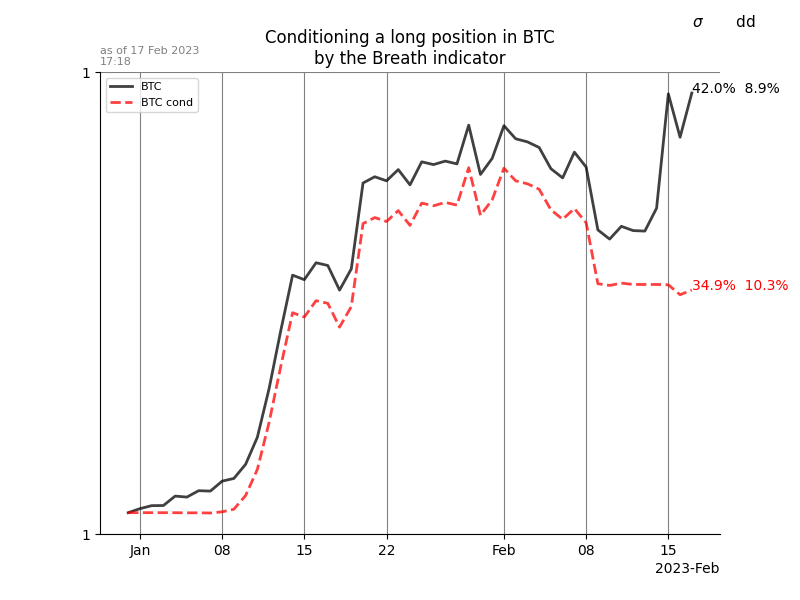 σ dd
Conditioning a long position in BTC
by the Breath indicator
as of 17 Feb 2023
17:18
1
BTC
BTC cond
42.0% 8.9%
34.9% 10.3%
1
Jan 08 15 22 Feb 08 15
2023-Feb